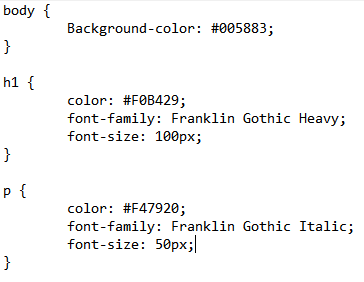 body {
Background-color: #005883;
}
h1 {
color: #F0B429;
font-family: Franklin Gothic Heavy;
font-size: 100px;
}
p {
color: #F47920;
font-family: Franklin Gothic Italic;
font-size: 50px;
}